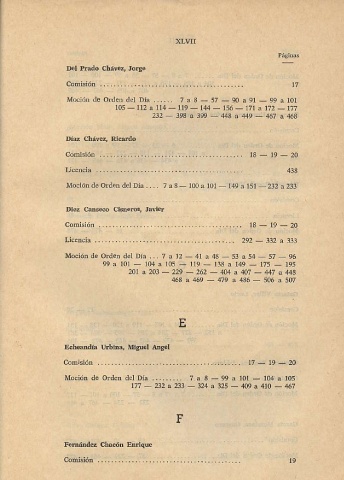 XLVII
Páginas
Del Prado Chávez, Jorge
Comisión ........................................ 17
Moción de Orden del Día ...... 7 a 8 — 57 — 90 a 91 — 99 a 101
105 — 112 a 114 — 119 — 144 — 156 — 171 a 172 — 177
232 — 398 a 399 — 448 a 449 — 467 a 468
Díaz Chávez, Ricardo
Comisión ........................................ 18 — 19 — 20
Licencia ........................................ 438
Moción de Orden del Día .... 7 a 8 — 100 a 101 — 149 a 151 — 232 a 233
Díez Canseco Cisneros, Javier
Comisión ........................................ 18 — 19 — 20
Licencia ........................................ 292 — 332 a 333
Moción de Orden del Día ...... 7 a 12 — 41 a 48 — 53 a 54 — 57 — 96
99 a 101 — 104 a 105 — 119 — 138 a 149 — 175 — 195
201 a 203 — 229 — 262 — 404 a 407 — 447 a 448
468 a 469 — 479 a 486 — 506 a 507
E
Echeandía Urbina, Miguel Angel
Comisión ........................................ 17 — 19 — 20
Moción de Orden del Día ........ 7 a 8 — 99 a 101 — 104 a 105
177 — 232 a 233 — 324 a 325 — 409 a 410 — 467
F
Fernández Chacón Enrique
Comisión ........................................ 19